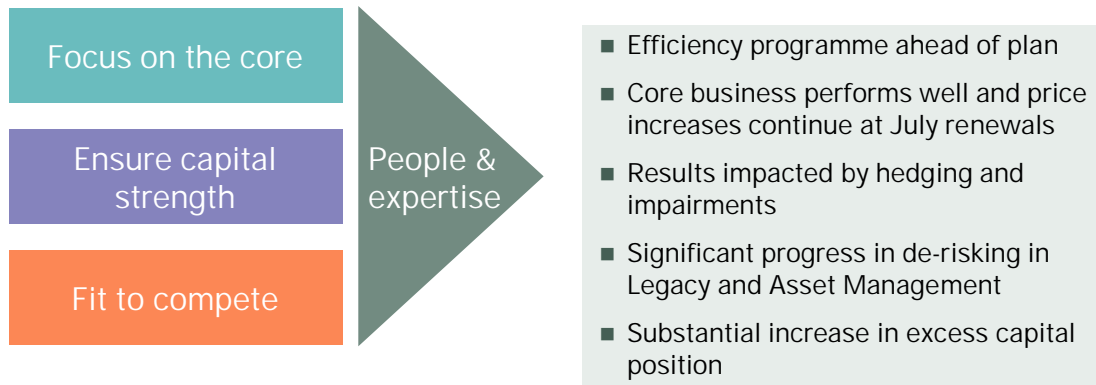 Focus on the core
Ensure capital
strength
Fit to compete
People &
expertise
Efficiency programme ahead of plan
Core business performs well and price
increases continue at July renewals
Results impacted by hedging and
impairments
Significant progress in de-risking in
Legacy and Asset Management
Substantial increase in excess capital
position